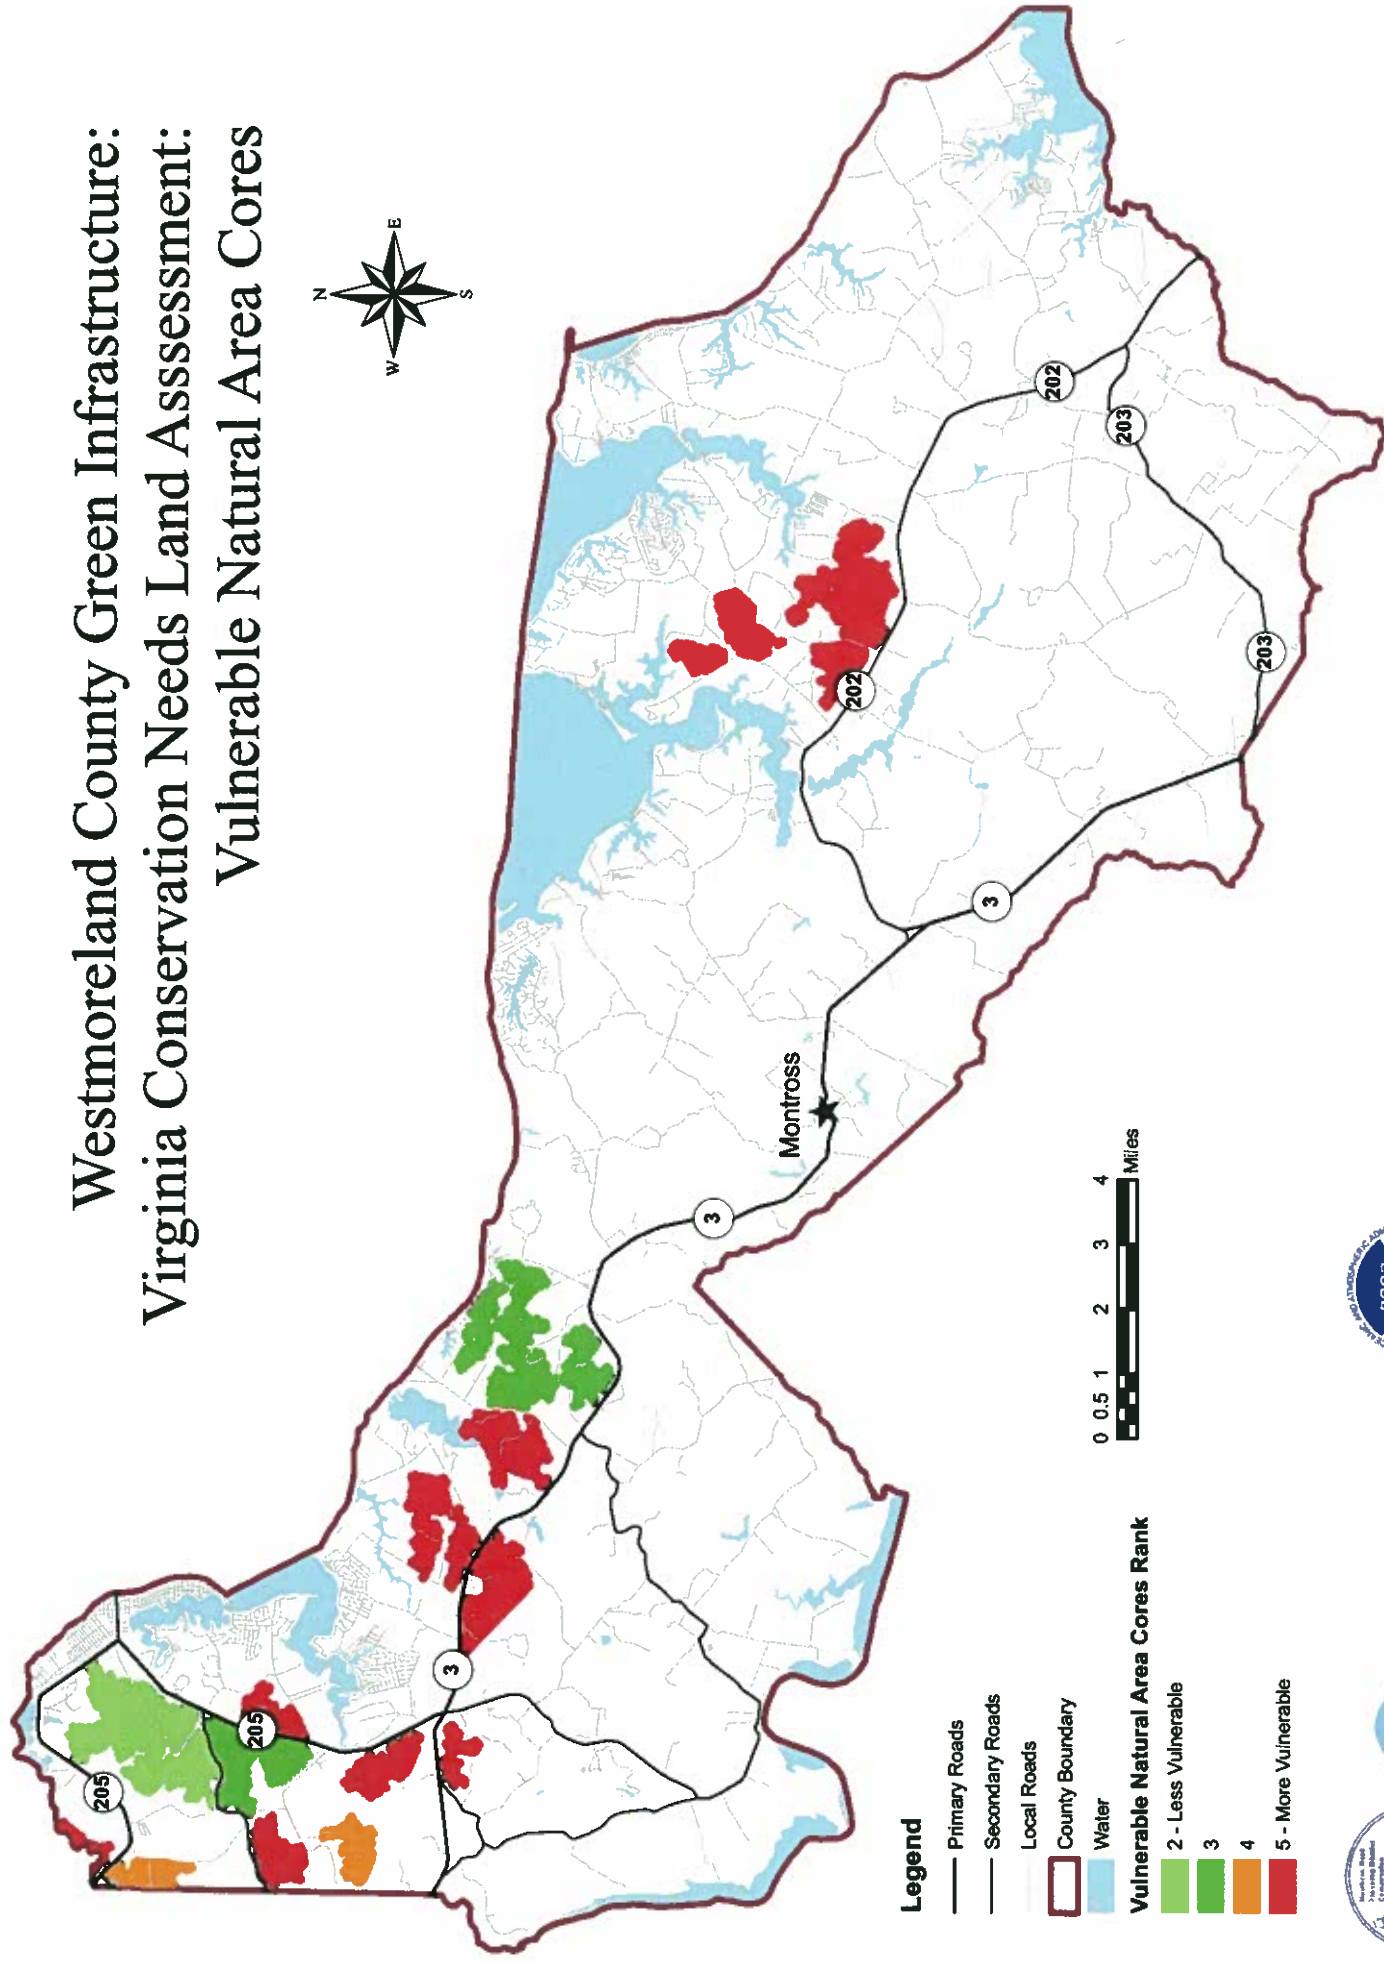 Westmoreland County Green Infrastructure:
Virginia Conservation Needs Land Asssessment:
Vulnerable Natural Area Cores
N
W
E
S
205
205
3
3
Montross
3
202
202
203
203
Legend
Primary Roads
Secondary Roads
Local Roads
County Boundary
Water
Vulnerable Natural Area Cores Rank
2 - Less Vulnerable
3
4
5 - More Vulnerable
0 0.5 1 2 3 4
Miles
AND ATMOSPHERIC